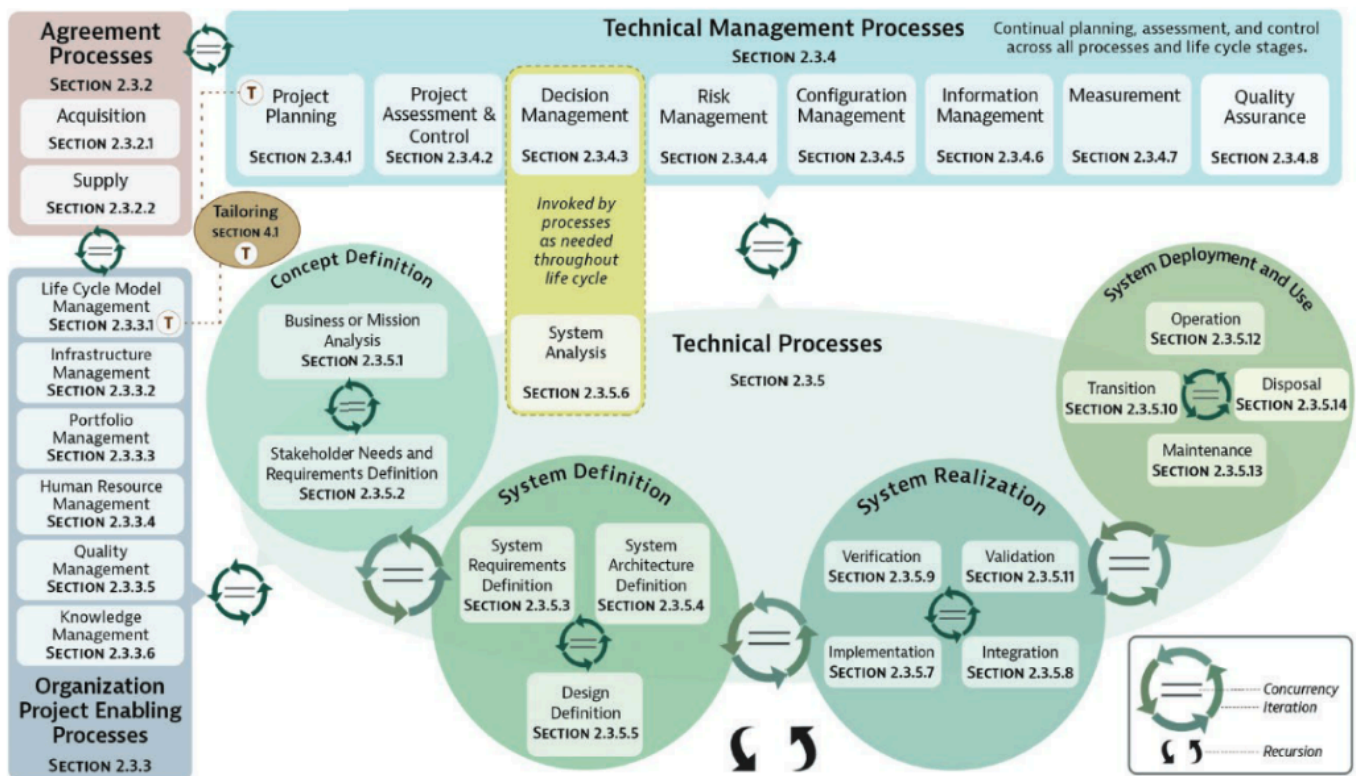 Agreement
Processes
SECTION 2.3.2
Acquisition
SECTION 2.3.2.1
Supply
SECTION 2.3.2.2
Technical Management Processes
SECTION 2.3.4
Continual planning, assessment, and control
across all processes and life cycle stages.
T
Project
Planning
SECTION 2.3.4.1
Project
Assessment &
Control
SECTION 2.3.4.2
Decision
Management
SECTION 2.3.4.3
Risk
Management
SECTION 2.3.4.4
Configuration
Management
SECTION 2.3.4.5
Information
Management
SECTION 2.3.4.6
Measurement
SECTION 2.3.4.7
Quality
Assurance
SECTION 2.3.4.8
Tailoring
SECTION 4.1
T
Invoked by
processes
as needed
throughout
life cycle
System
Analysis
SECTION 2.3.5.6
Life Cycle Model
Management
SECTION 2.3.3.1
T
Infrastructure
Management
SECTION 2.3.3.2
Portfolio
Management
SECTION 2.3.3.3
Human Resource
Management
SECTION 2.3.3.4
Quality
Management
SECTION 2.3.3.5
Knowledge
Management
SECTION 2.3.3.6
Organization
Project Enabling
Processes
SECTION 2.3.3
Concept Definition
Business or Mission
Analysis
SECTION 2.3.5.1
Stakeholder Needs and
Requirements Definition
SECTION 2.3.5.2
Technical Processes
SECTION 2.3.5
System Definition
System
Requirements
Definition
SECTION 2.3.5.3
System
Architecture
Definition
SECTION 2.3.5.4
Design
Definition
SECTION 2.3.5.5
System Realization
Verification
SECTION 2.3.5.9
Validation
SECTION 2.3.5.11
Implementation
SECTION 2.3.5.7
Integration
SECTION 2.3.5.8
System Deployment and Use
Operation
SECTION 2.3.5.12
Transition
SECTION 2.3.5.10
Disposal
SECTION 2.3.5.14
Maintenance
SECTION 2.3.5.13
Concurrency
Iteration
Recursion